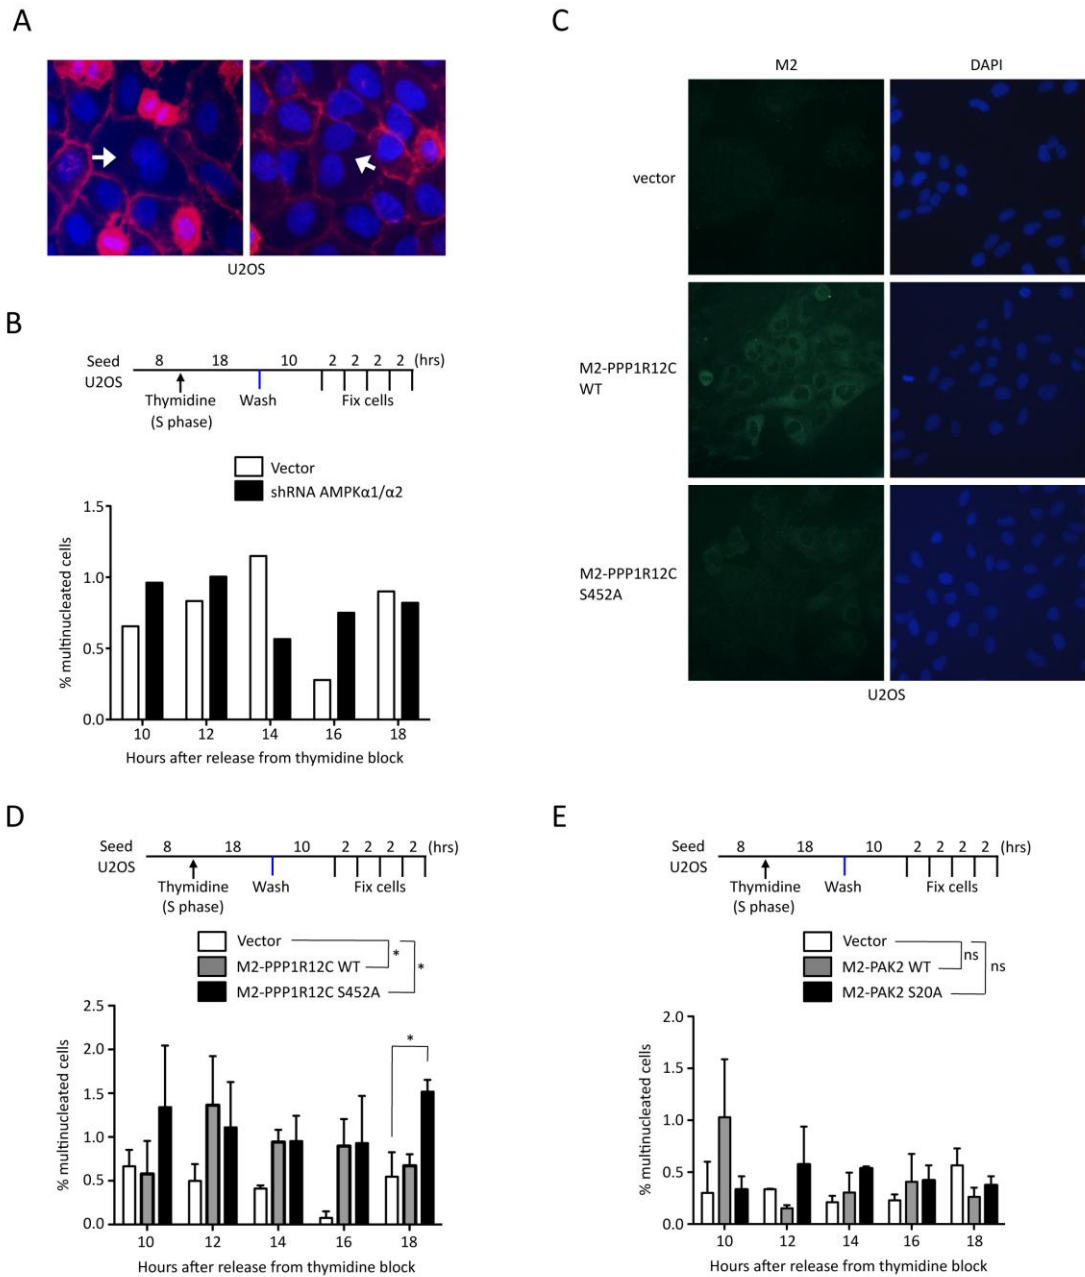 A
U2OS
B
Seed
U2OS
8 18 10 2 2 2 2 (hrs)
Thymidine
(S phase)
Wash
Fix cells
Vector
shRNA AMPKα1/α2
% multinucleated cells
1.5
1.0
0.5
0.0
10 12 14 16 18
Hours after release from thymidine block
C
M2 DAPI
vector
M2-PPP1R12C
WT
M2-PPP1R12C
S452A
U2OS
D
Seed
U2OS
8 18 10 2 2 2 2 (hrs)
Thymidine
(S phase)
Wash
Fix cells
Vector
M2-PPP1R12C WT
M2-PPP1R12C S452A
*
*
*
% multinucleated cells
2.5
2.0
1.5
1.0
0.5
0.0
10 12 14 16 18
Hours after release from thymidine block
E
Seed
U2OS
8 18 10 2 2 2 2 (hrs)
Thymidine
(S phase)
Wash
Fix cells
Vector
M2-PAK2 WT
M2-PAK2 S20A
ns
ns
% multinucleated cells
2.0
1.5
1.0
0.5
0.0
10 12 14 16 18
Hours after release from thymidine block